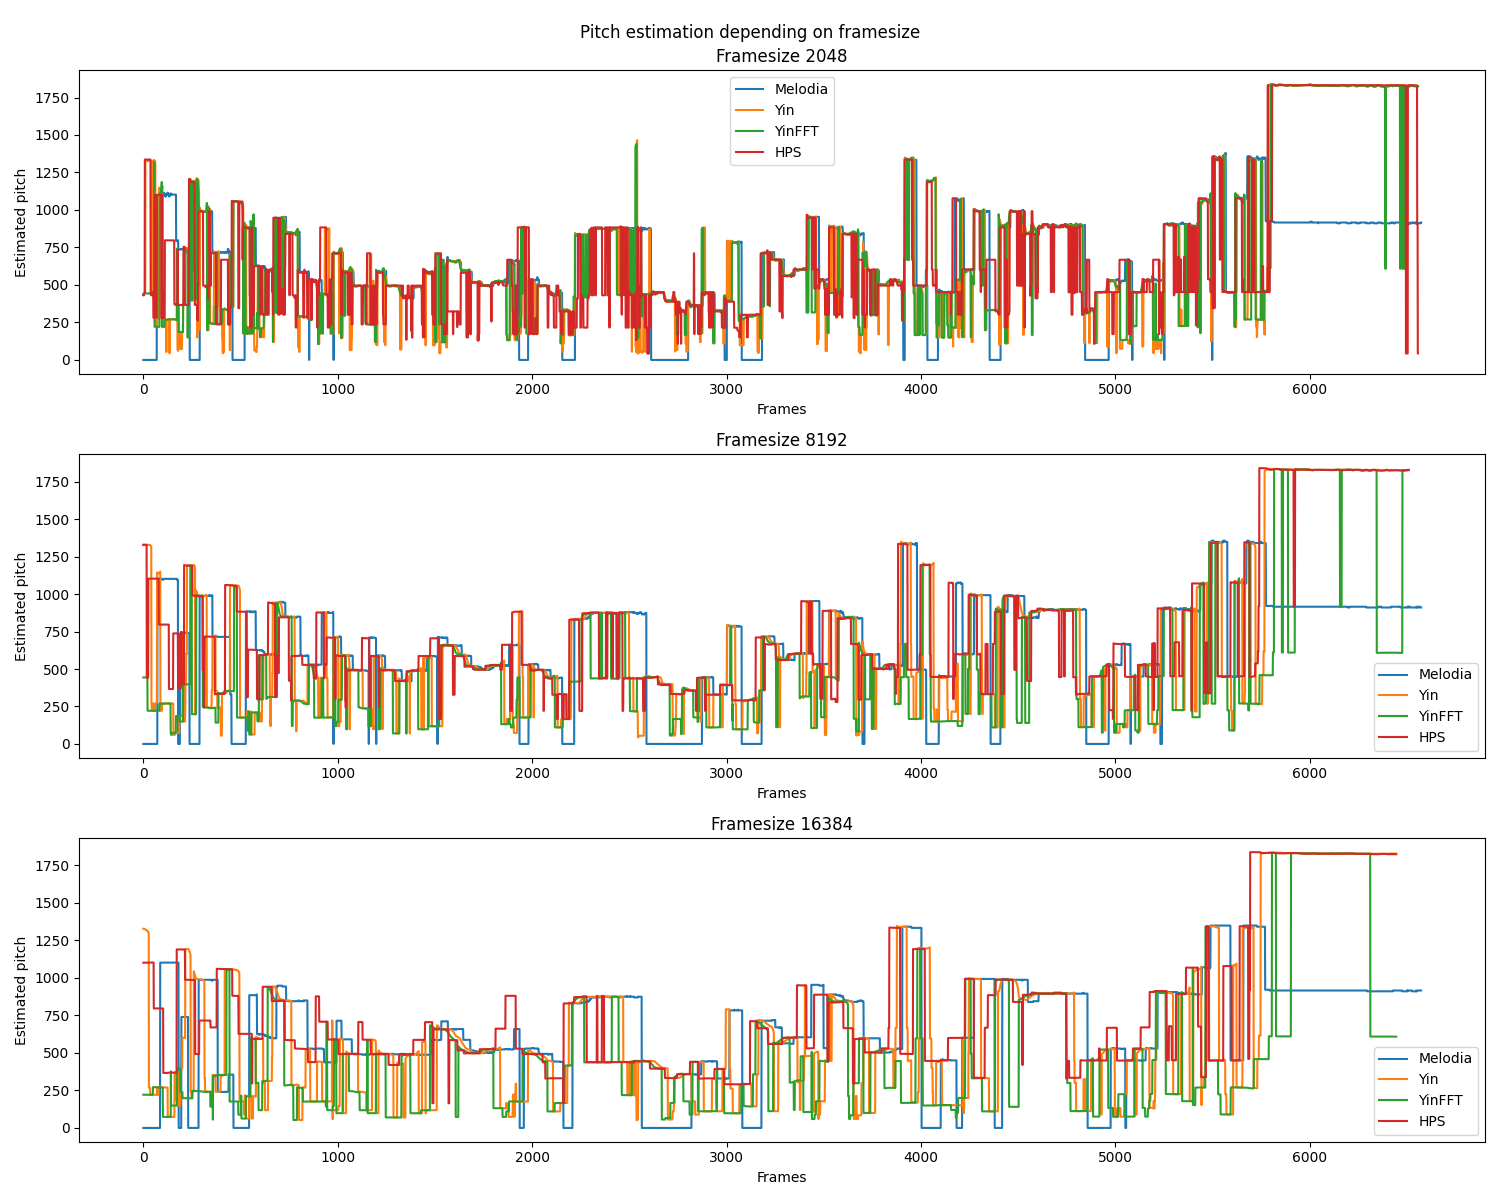 Pitch estimation depending on framesize
Framesize 2048
1750
1500
1250
1000
750
500
250
0
Estimated pitch
Melodia
Yin
YinFFT
HPS
0 1000 2000 3000 4000 5000 6000
Frames
Framesize 8192
1750
1500
1250
1000
750
500
250
0
Estimated pitch
Melodia
Yin
YinFFT
HPS
0 1000 2000 3000 4000 5000 6000
Frames
Framesize 16384
1750
1500
1250
1000
750
500
250
0
Estimated pitch
Melodia
Yin
YinFFT
HPS
0 1000 2000 3000 4000 5000 6000
Frames